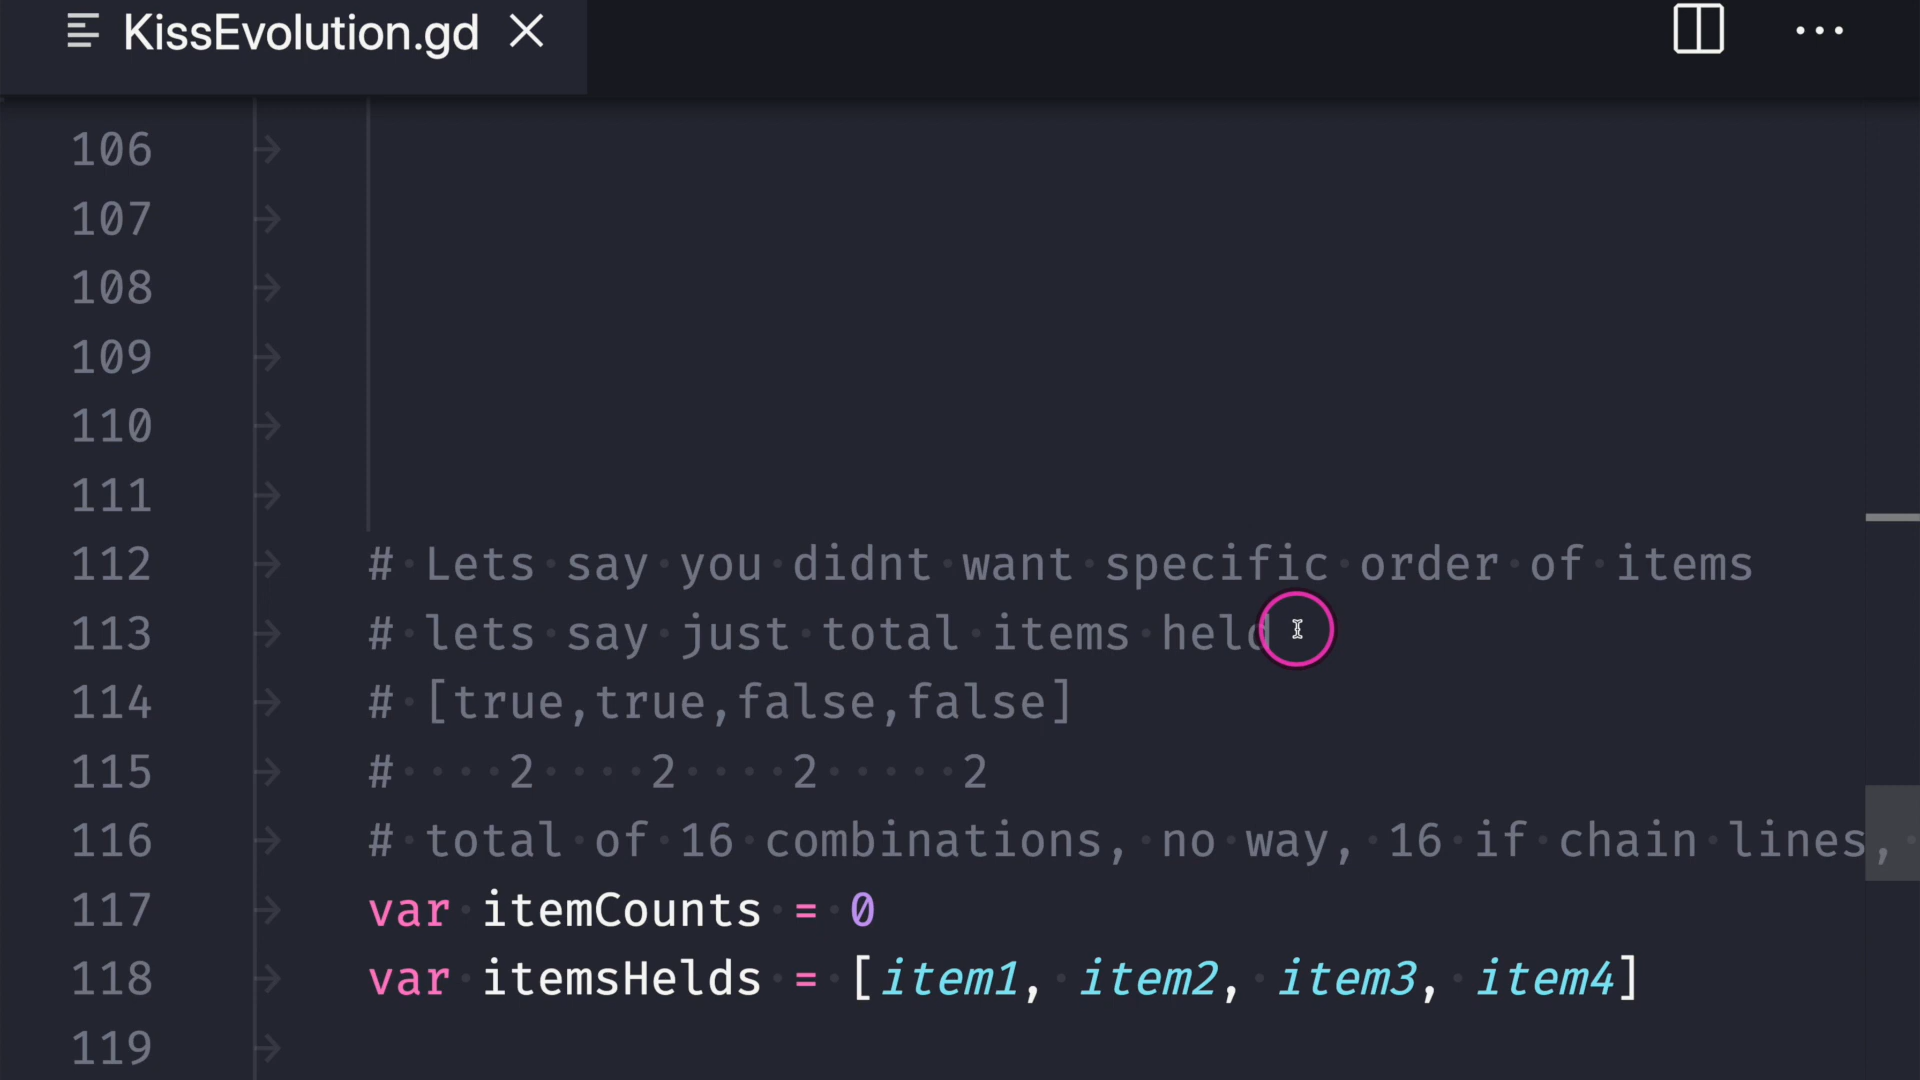 KissEvolution.gd
106
107
108
109
110
111
112 # Lets say you didnt want specific order of items
113 # lets say just total items held
114 # [true,true,false,false]
115 # 2 2 2 2
116 # total of 16 combinations, no way, 16 if chain lines,
117 var itemCounts = 0
118 var itemsHelds = [item1, item2, item3, item4]
119